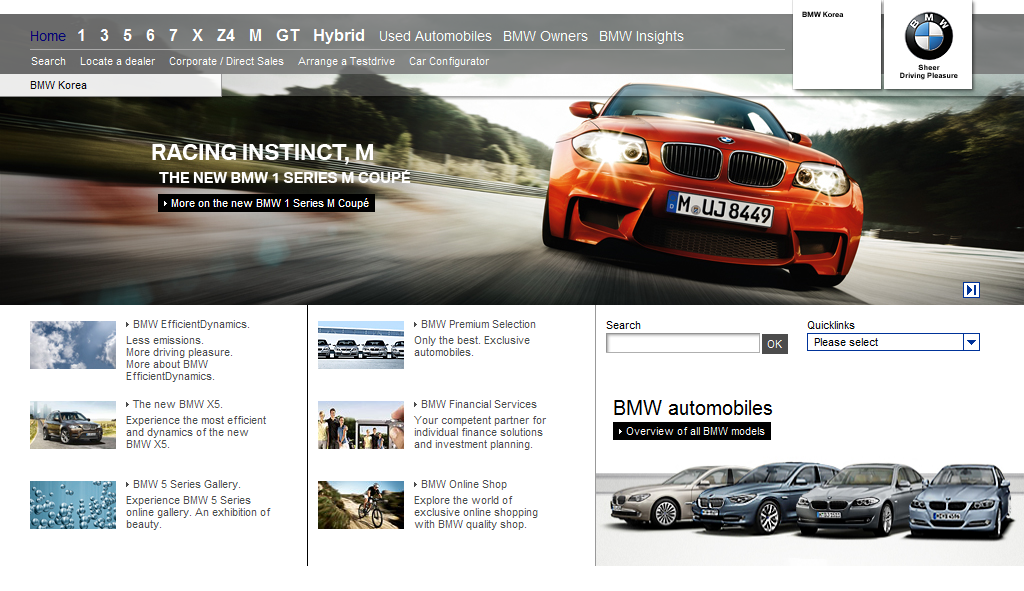 Home 1 3 5 6 7 X Z4 M GT Hybrid Used Automobiles BMW Owners BMW Insights
Search Locate a dealer Corporate / Direct Sales Arrange a Testdrive Car Configurator
BMW Korea
BMW Korea
BMW
Sheer
Driving Pleasure
RACING INSTINCT, M
THE NEW BMW 1 SERIES M COUPÉ
More on the new BMW 1 Series M Coupé
M UJ 8449
BMW EfficientDynamics.
Less emissions.
More driving pleasure.
More about BMW
EfficientDynamics.
The new BMW X5.
Experience the most efficient
and dynamics of the new
BMW X5.
BMW 5 Series Gallery.
Experience BMW 5 Series
online gallery. An exhibition of
beauty.
BMW Premium Selection
Only the best. Exclusive
automobiles.
BMW Financial Services
Your competent partner for
individual finance solutions
and investment planning.
BMW Online Shop
Explore the world of
exclusive online shopping
with BMW quality shop.
Search
OK
Quicklinks
Please select
BMW automobiles
Overview of all BMW models